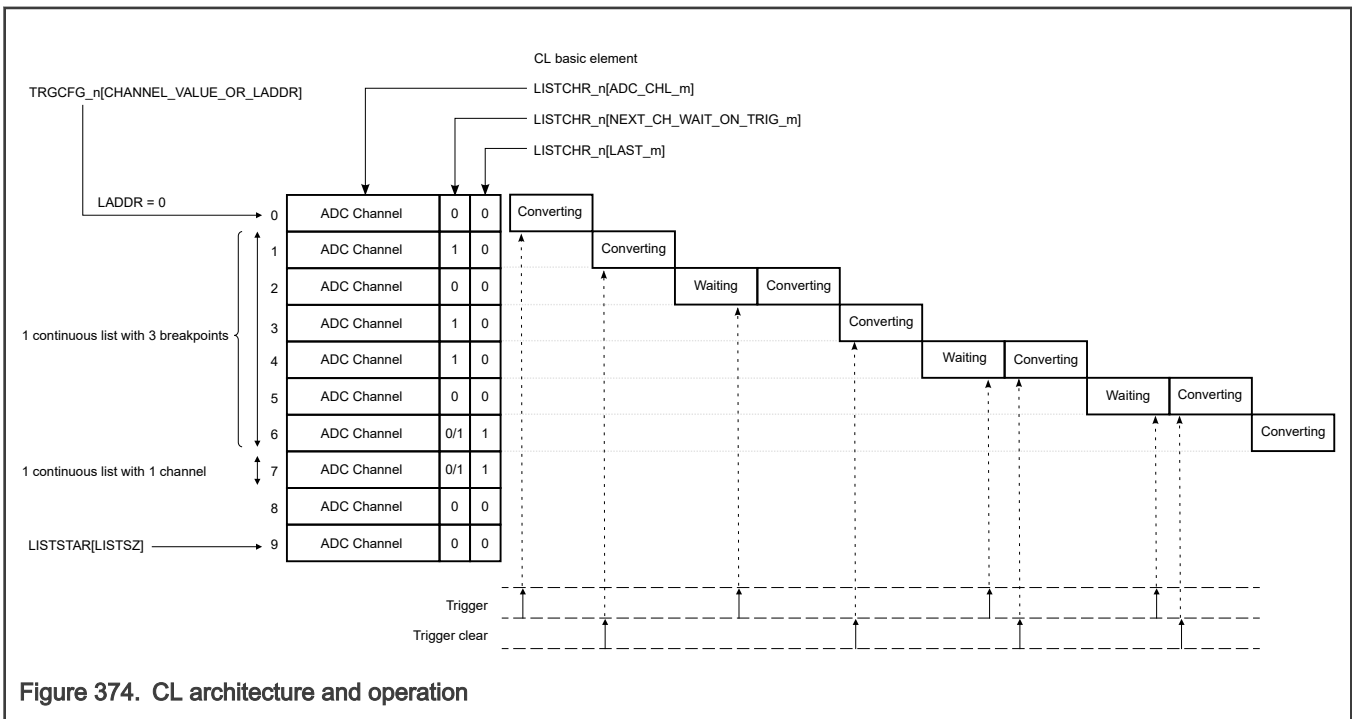 CL basic element
TRGCFG_n[CHANNEL_VALUE_OR_LADDR]
LISTCHR_n[ADC_CHL_m]
LISTCHR_n[NEXT_CH_WAIT_ON_TRIG_m]
LISTCHR_n[LAST_m]
LADDR = 0
0 ADC Channel 0 0 Converting
1 ADC Channel 1 0 Converting
2 ADC Channel 0 0 Waiting Converting
1 continuous list with 3 breakpoints 3 ADC Channel 1 0 Converting
4 ADC Channel 1 0 Waiting Converting
5 ADC Channel 0 0 Waiting Converting
6 ADC Channel 0/1 1 Converting
1 continuous list with 1 channel 7 ADC Channel 0/1 1
8 ADC Channel 0 0
LISTSTAR[LISTSZ] 9 ADC Channel 0 0
Trigger
Trigger clear
Figure 374. CL architecture and operation